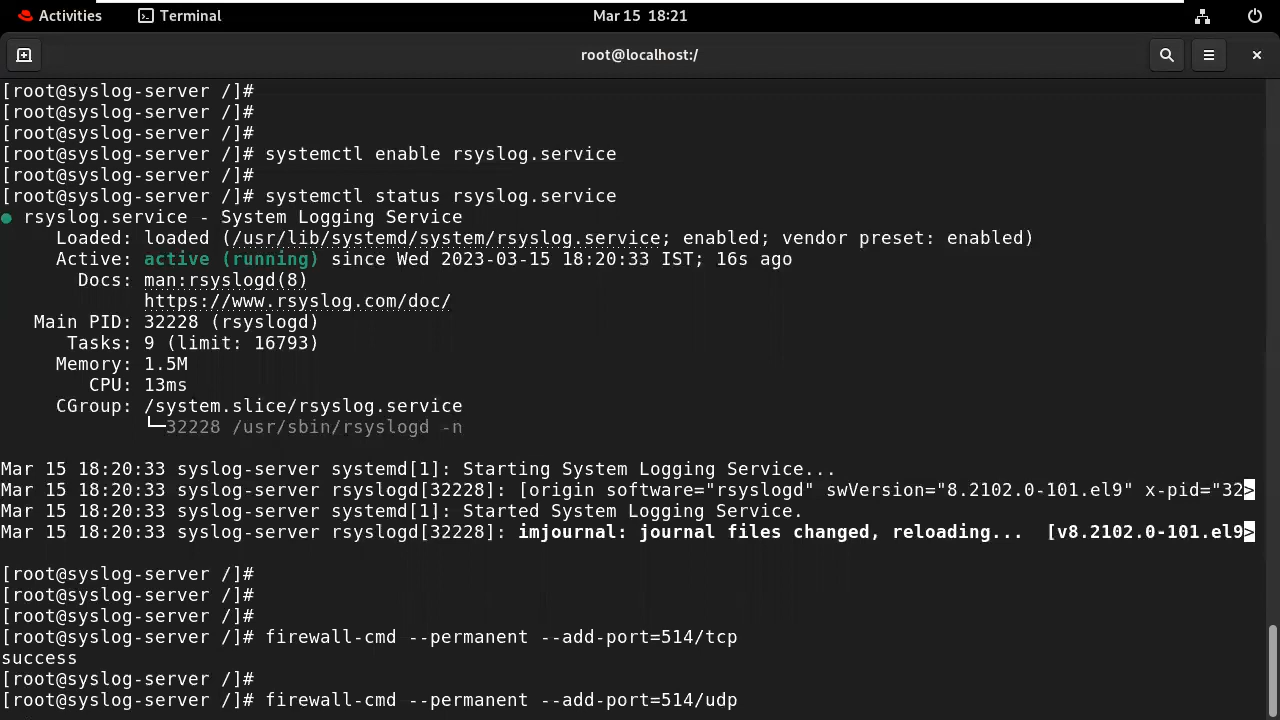 Activities Terminal Mar 15 18:21
root@localhost:/
[root@syslog-server /]#
[root@syslog-server /]#
[root@syslog-server /]#
[root@syslog-server /]# systemctl enable rsyslog.service
[root@syslog-server /]#
[root@syslog-server /]# systemctl status rsyslog.service
● rsyslog.service - System Logging Service
     Loaded: loaded (/usr/lib/systemd/system/rsyslog.service; enabled; vendor preset: enabled)
     Active: active (running) since Wed 2023-03-15 18:20:33 IST; 16s ago
       Docs: man:rsyslogd(8)
             https://www.rsyslog.com/doc/
   Main PID: 32228 (rsyslogd)
      Tasks: 9 (limit: 16793)
     Memory: 1.5M
        CPU: 13ms
     CGroup: /system.slice/rsyslog.service
             └─32228 /usr/sbin/rsyslogd -n
Mar 15 18:20:33 syslog-server systemd[1]: Starting System Logging Service...
Mar 15 18:20:33 syslog-server rsyslogd[32228]: [origin software="rsyslogd" swVersion="8.2102.0-101.el9" x-pid="32>
Mar 15 18:20:33 syslog-server systemd[1]: Started System Logging Service.
Mar 15 18:20:33 syslog-server rsyslogd[32228]: imjournal: journal files changed, reloading...  [v8.2102.0-101.el9>
[root@syslog-server /]#
[root@syslog-server /]#
[root@syslog-server /]#
[root@syslog-server /]# firewall-cmd --permanent --add-port=514/tcp
success
[root@syslog-server /]#
[root@syslog-server /]# firewall-cmd --permanent --add-port=514/udp